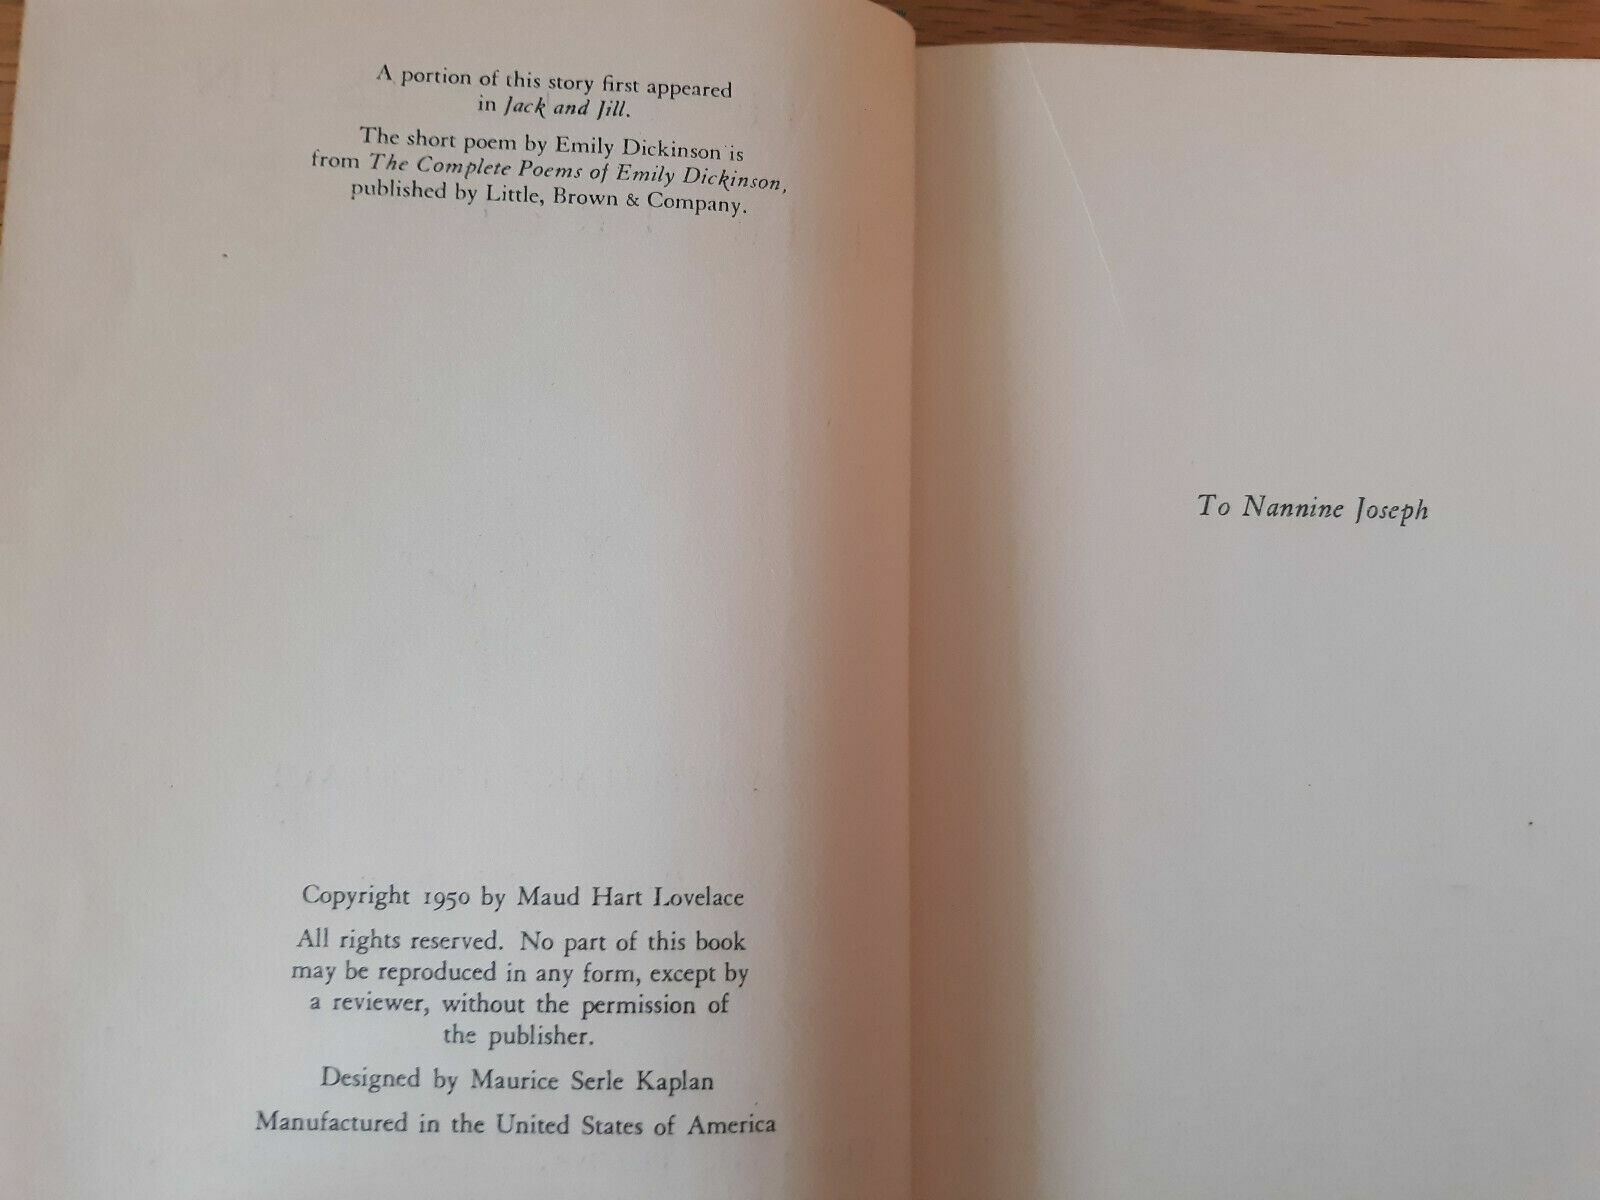 A portion of this story first appeared
in Jack and Jill.
The short poem by Emily Dickinson is
from The Complete Poems of Emily Dickinson,
published by Little, Brown & Company.
Copyright 1950 by Maud Hart Lovelace
All rights reserved. No part of this book
may be reproduced in any form, except by
a reviewer, without the permission of
the publisher.
Designed by Maurice Serle Kaplan
Manufactured in the United States of America
To Nannine Joseph